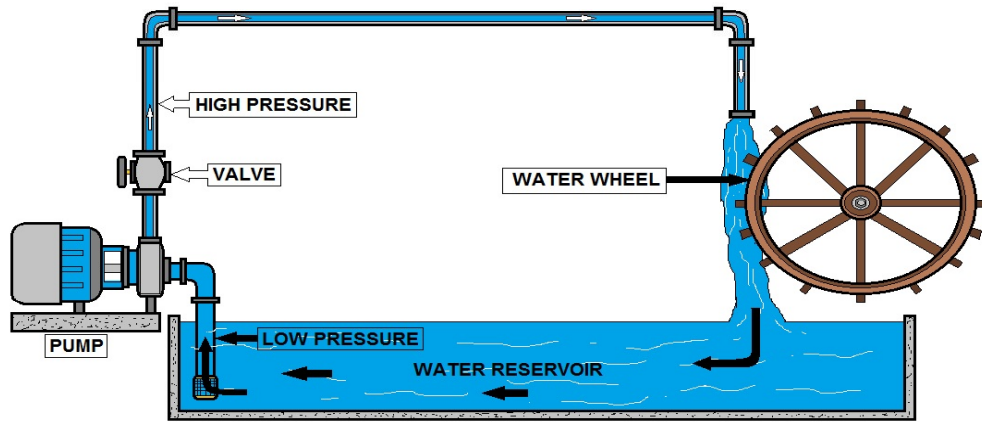 HIGH PRESSURE
VALVE
WATER WHEEL
PUMP
LOW PRESSURE
WATER RESERVOIR